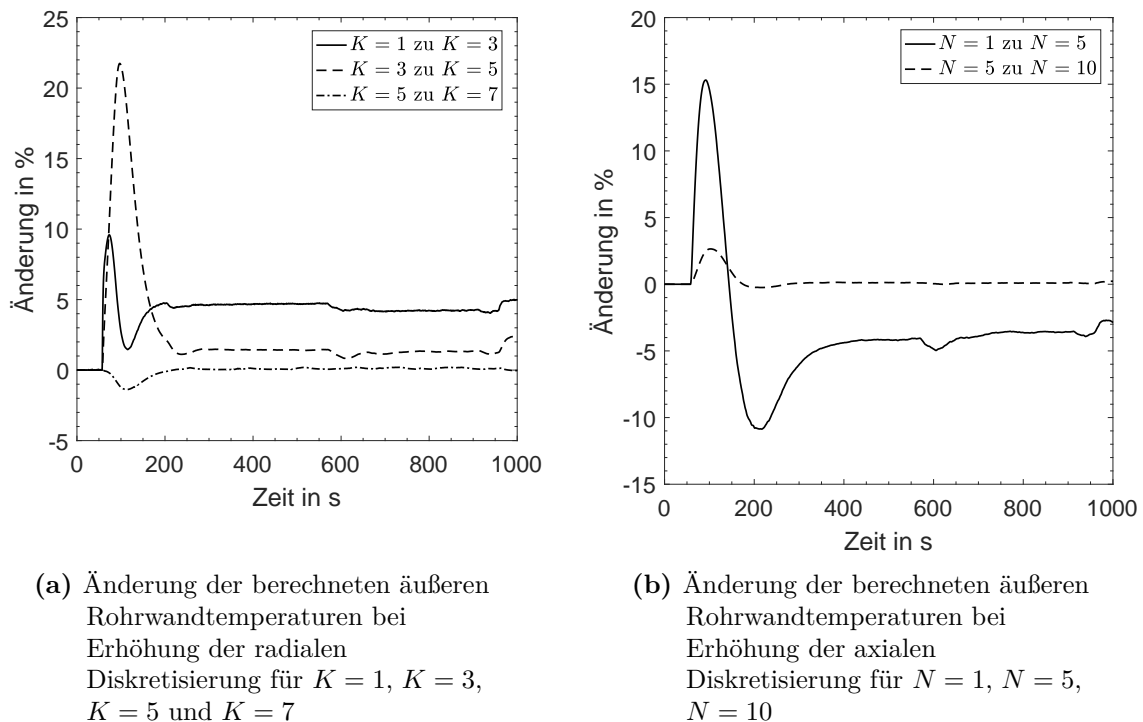 25
20
15
10
5
0
-5
0
200
400
600
800
1000
Änderung in %
Zeit in s
K = 1 zu K = 3
K = 3 zu K = 5
K = 5 zu K = 7
20
15
10
5
0
-5
-10
-15
0
200
400
600
800
1000
Änderung in %
Zeit in s
N = 1 zu N = 5
N = 5 zu N = 10
(a) Änderung der berechneten äußeren
Rohrwandtemperaturen bei
Erhöhung der radialen
Diskretisierung für K = 1, K = 3,
K = 5 und K = 7
(b) Änderung der berechneten äußeren
Rohrwandtemperaturen bei
Erhöhung der axialen
Diskretisierung für N = 1, N = 5,
N = 10